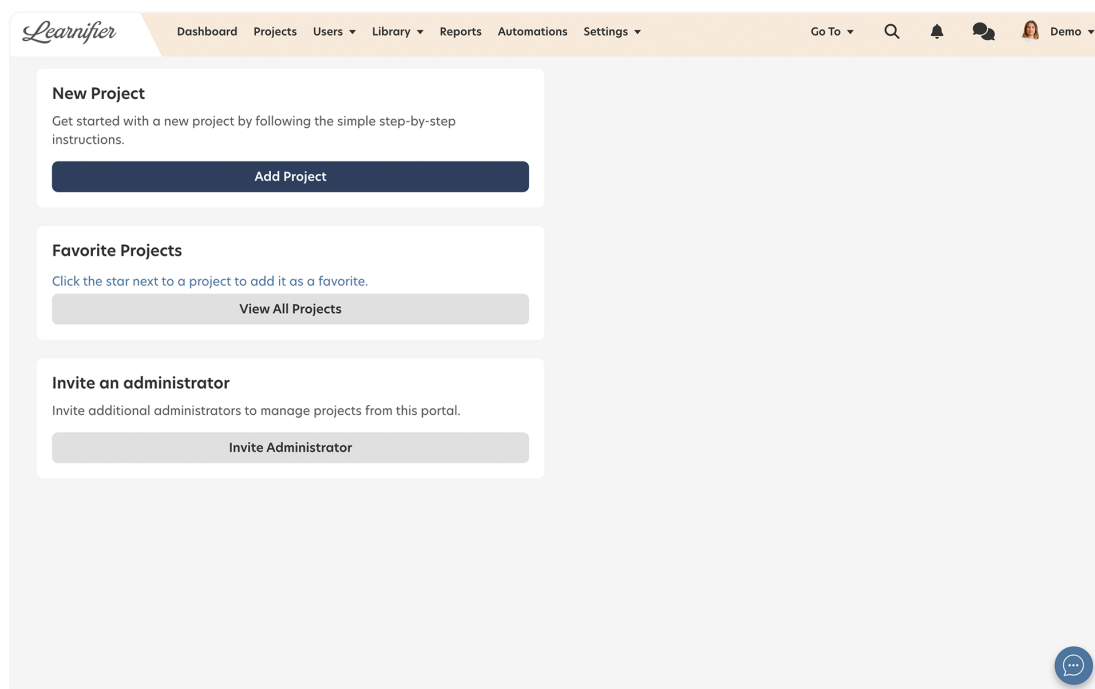 Learnifier
Dashboard Projects Users Library Reports Automations Settings Go To Demo
New Project
Get started with a new project by following the simple step-by-step
instructions.
Add Project
Favorite Projects
Click the star next to a project to add it as a favorite.
View All Projects
Invite an administrator
Invite additional administrators to manage projects from this portal.
Invite Administrator